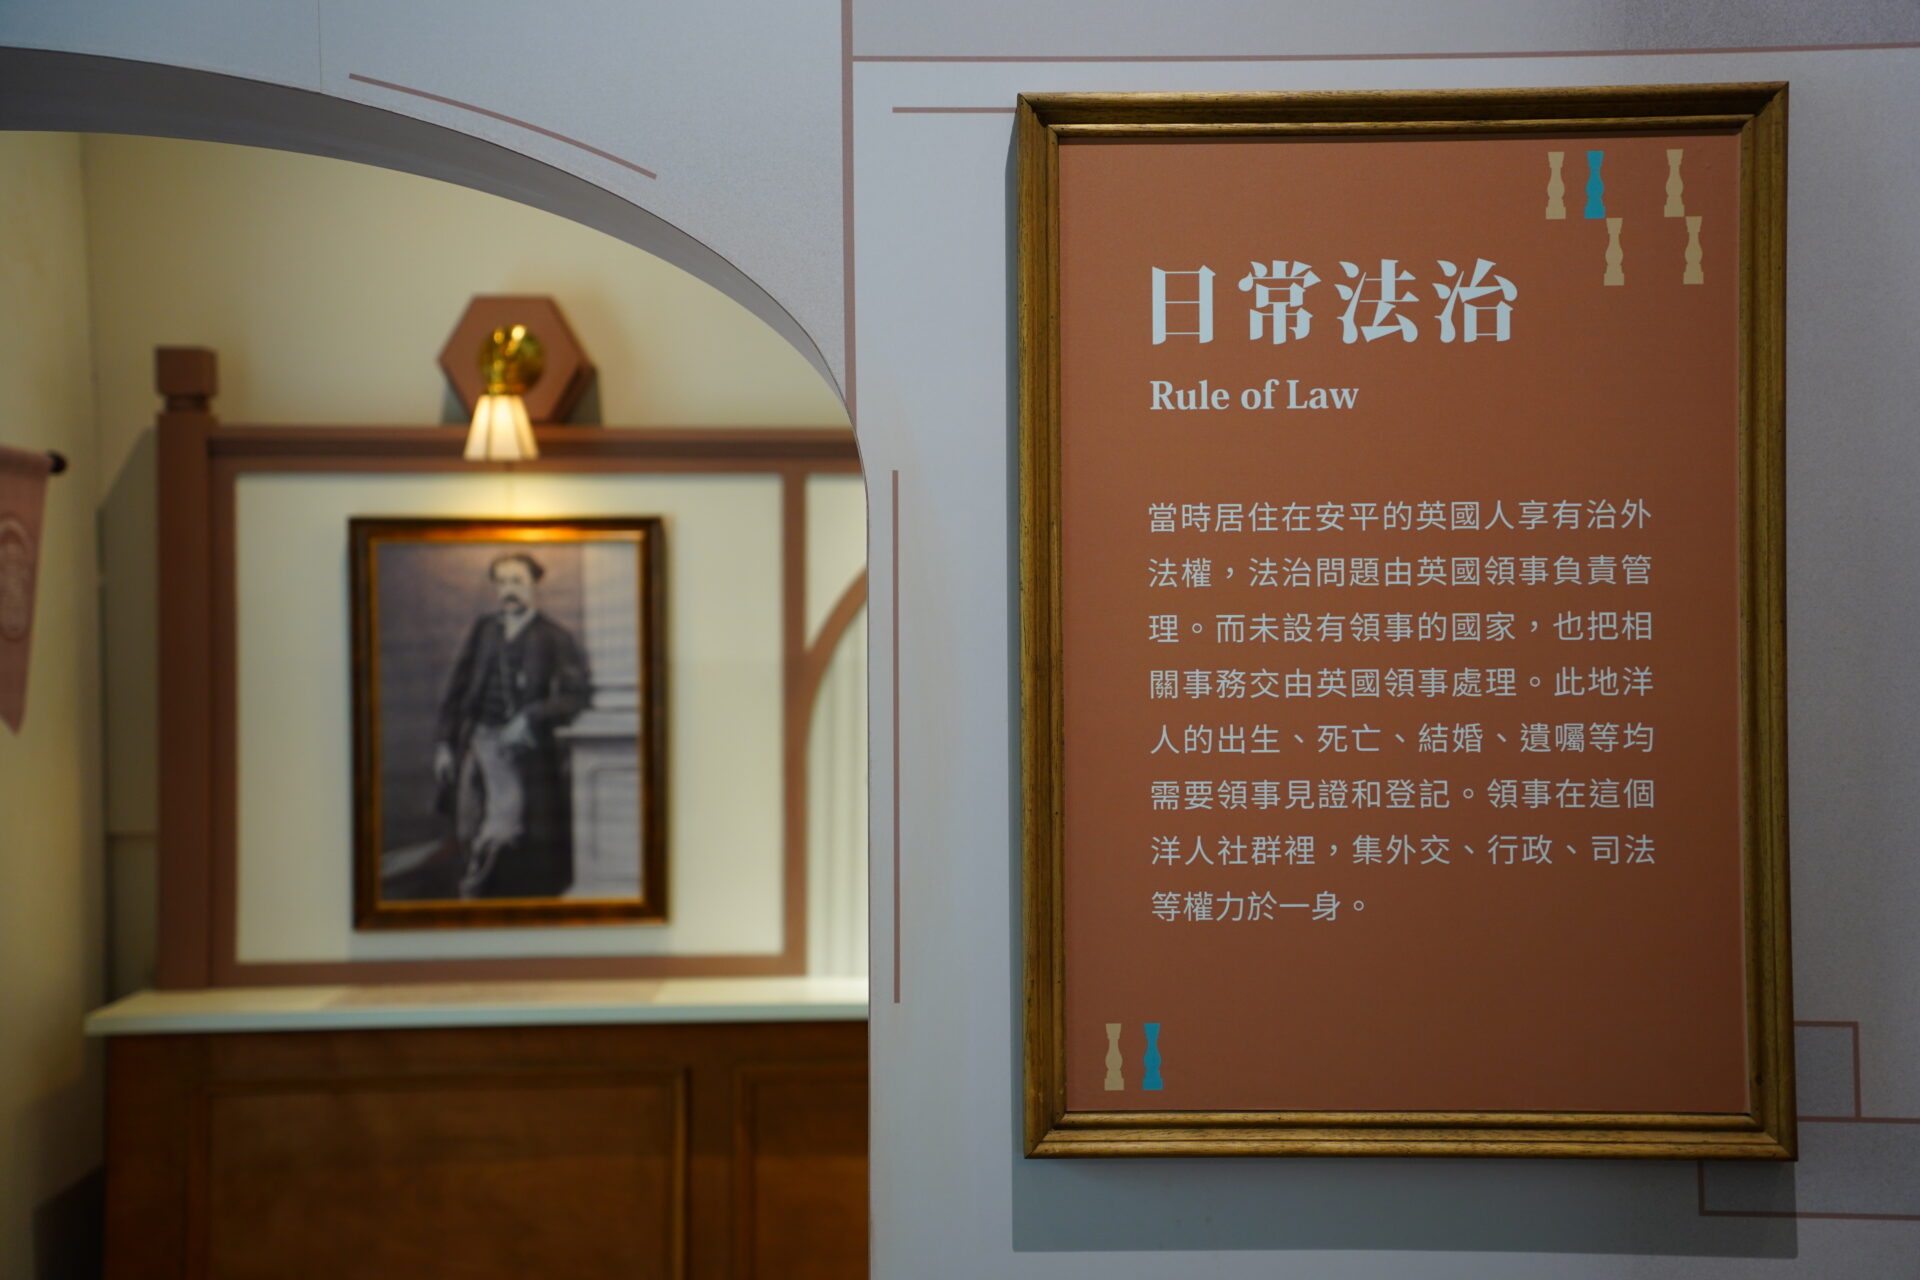 日常法治
Rule of Law
當時居住在安平的英國人享有治外
法權，法治問題由英國領事負責管
理。而未設有領事的國家，也把相
關事務交由英國領事處理。此地洋
人的出生、死亡、結婚、遺囑等均
需要領事見證和登記。領事在這個
洋人社群裡，集外交、行政、司法
等權力於一身。